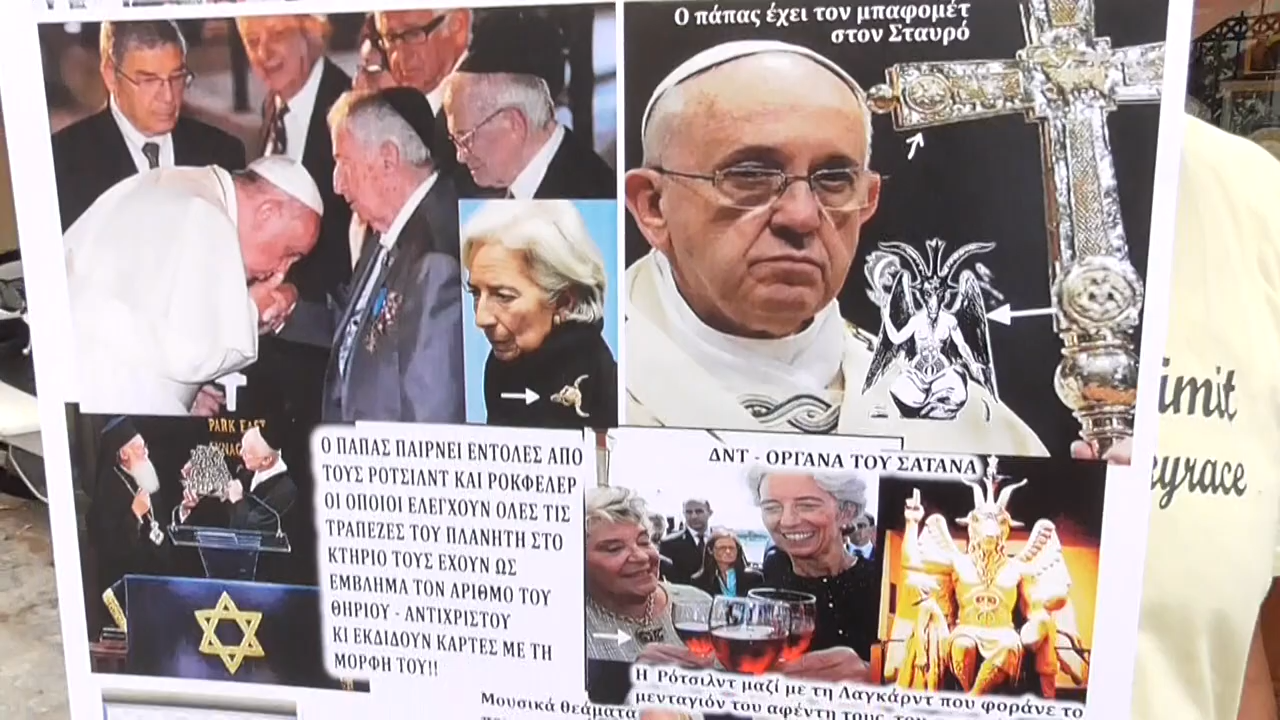 Ο πάπας έχει τον μπαφομέτ
στον Σταυρό
PARK EAST
Ο ΠΑΠΑΣ ΠΑΙΡΝΕΙ ΕΝΤΟΛΕΣ ΑΠΟ
ΤΟΥΣ ΡΟΤΣΙΛΝΤ ΚΑΙ ΡΟΚΦΕΛΕΡ
ΟΙ ΟΠΟΙΟΙ ΕΛΕΓΧΟΥΝ ΟΛΕΣ ΤΙΣ
ΤΡΑΠΕΖΕΣ ΤΟΥ ΠΛΑΝΗΤΗ ΣΤΟ
ΚΤΗΡΙΟ ΤΟΥΣ ΕΧΟΥΝ ΩΣ
ΕΜΒΛΗΜΑ ΤΟΝ ΑΡΙΘΜΟ ΤΟΥ
ΘΗΡΙΟΥ - ΑΝΤΙΧΡΙΣΤΟΥ
ΚΙ ΕΚΔΙΔΟΥΝ ΚΑΡΤΕΣ ΜΕ ΤΗ
ΜΟΡΦΗ ΤΟΥ!!
ΔΝΤ - ΟΡΓΑΝΑ ΤΟΥ ΣΑΤΑΝΑ
Η Ρότσιλντ μαζί με τη Λαγκάρντ που φοράνε το
μενταγιόν του αφέντη τους
Μουσικά θεάματα
imit
eyrace